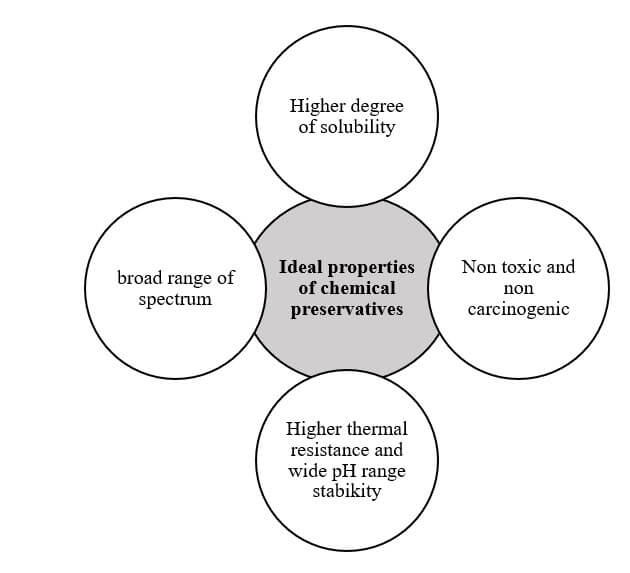 Higher degree
of solubility
broad range of
spectrum
Ideal properties
of chemical
preservatives
Non toxic and
non
carcinogenic
Higher thermal
resistance and
wide pH range
stabikity